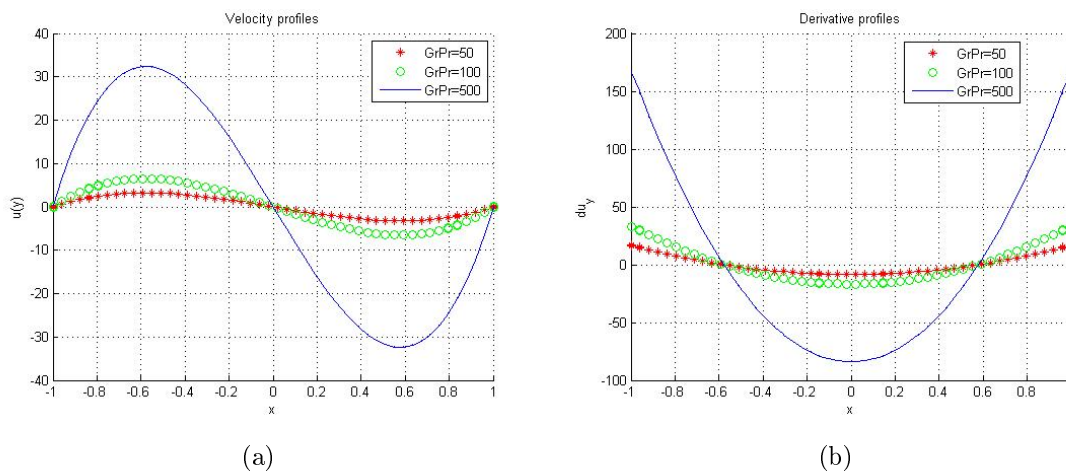 Velocity profiles
40
30
20
10
0
-10
-20
-30
-40
u(y)
-1 -0.8 -0.6 -0.4 -0.2 0 0.2 0.4 0.6 0.8 1
x
GrPr=50
GrPr=100
GrPr=500
(a)
Derivative profiles
200
150
100
50
0
-50
-100
du_y
-1 -0.8 -0.6 -0.4 -0.2 0 0.2 0.4 0.6 0.8
x
GrPr=50
GrPr=100
GrPr=500
(b)